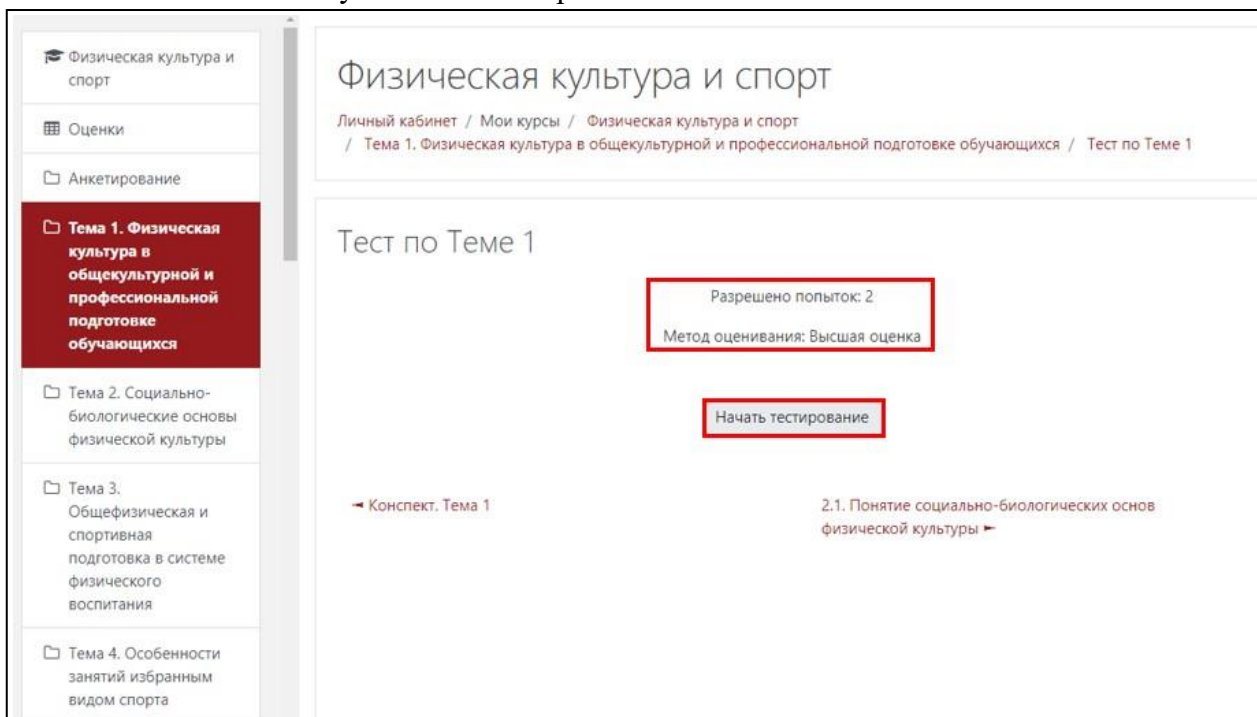 Физическая культура и
спорт
Оценки
Анкетирование
Тема 1. Физическая
культура в
общекультурной и
профессиональной
подготовке
обучающихся
Тема 2. Социально-
биологические основы
физической культуры
Тема 3.
Общефизическая и
спортивная
подготовка в системе
физического
воспитания
Тема 4. Особенности
занятий избранным
видом спорта
Физическая культура и спорт
Личный кабинет / Мои курсы / Физическая культура и спорт
/ Тема 1. Физическая культура в общекультурной и профессиональной подготовке обучающихся / Тест по Теме 1
Тест по Теме 1
Разрешено попыток: 2
Метод оценивания: Высшая оценка
Начать тестирование
◄ Конспект. Тема 1
2.1. Понятие социально-биологических основ
физической культуры ►